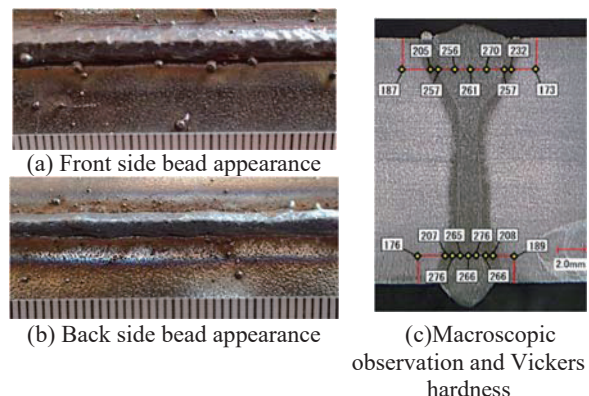 205 256 270 232
187 257 261 257 173
(a) Front side bead appearance
207 265 276 208
176 189
276 266 266
2.0mm
(b) Back side bead appearance
(c)Macroscopic
observation and Vickers
hardness